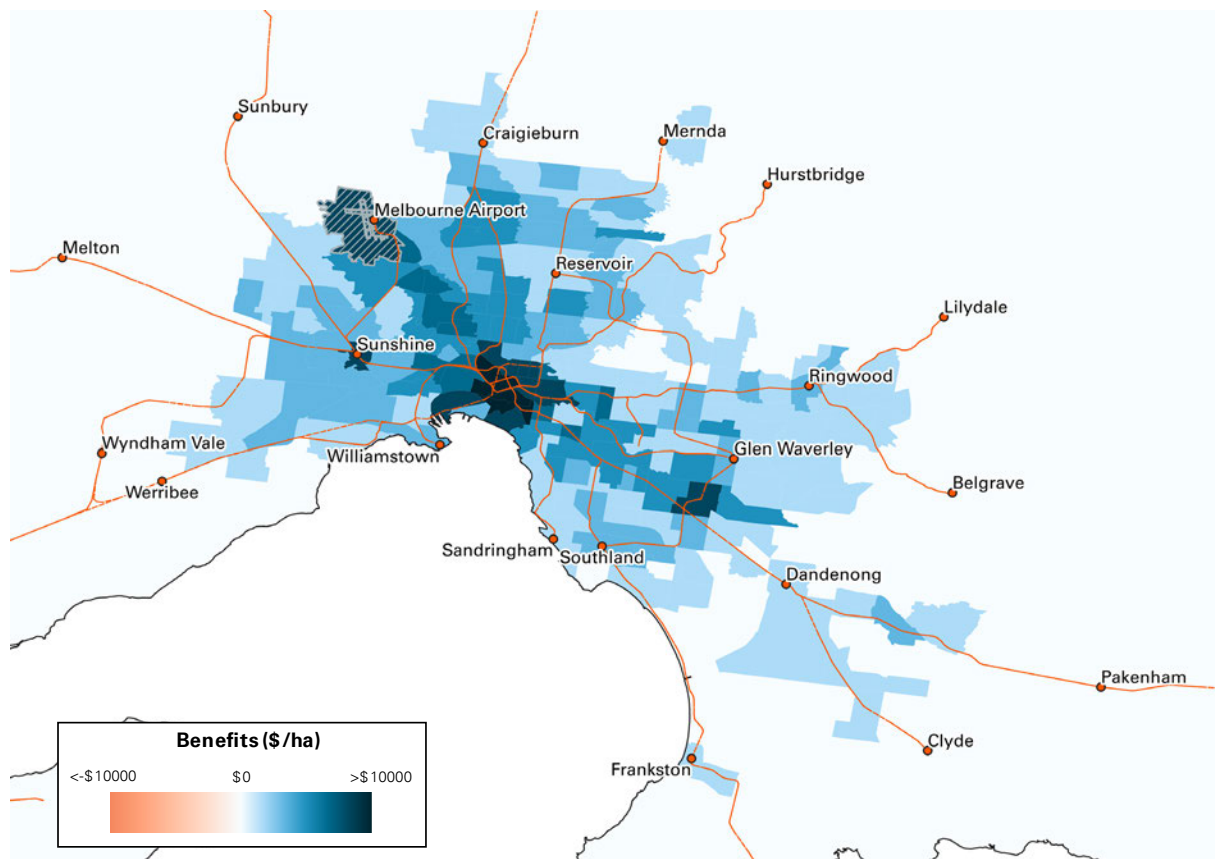 Sunbury
Craigieburn
Mernda
Hurstbridge
Melbourne Airport
Melton
Reservoir
Lilydale
Sunshine
Ringwood
Wyndham Vale
Williamstown
Glen Waverley
Werribee
Belgrave
Sandringham
Southland
Dandenong
Pakenham
Clyde
Frankston
Benefits ($/ha)
<-$10000 $0 >$10000